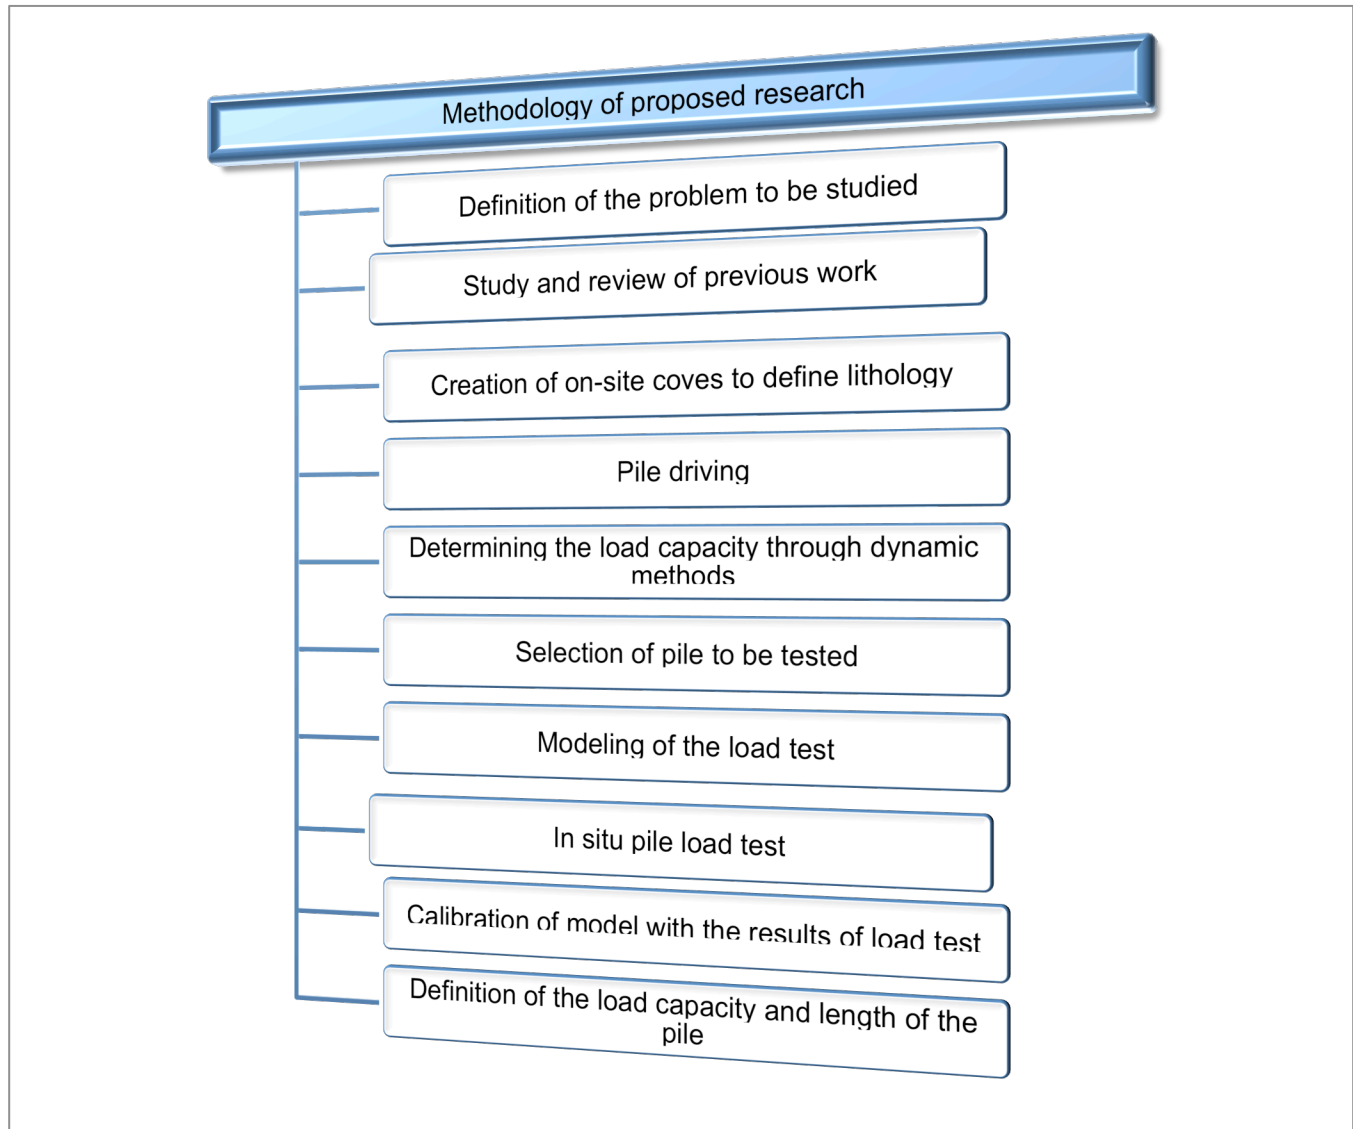 Methodology of proposed research
Definition of the problem to be studied
Study and review of previous work
Creation of on-site coves to define lithology
Pile driving
Determining the load capacity through dynamic
methods
Selection of pile to be tested
Modeling of the load test
In situ pile load test
Calibration of model with the results of load test
Definition of the load capacity and length of the
pile